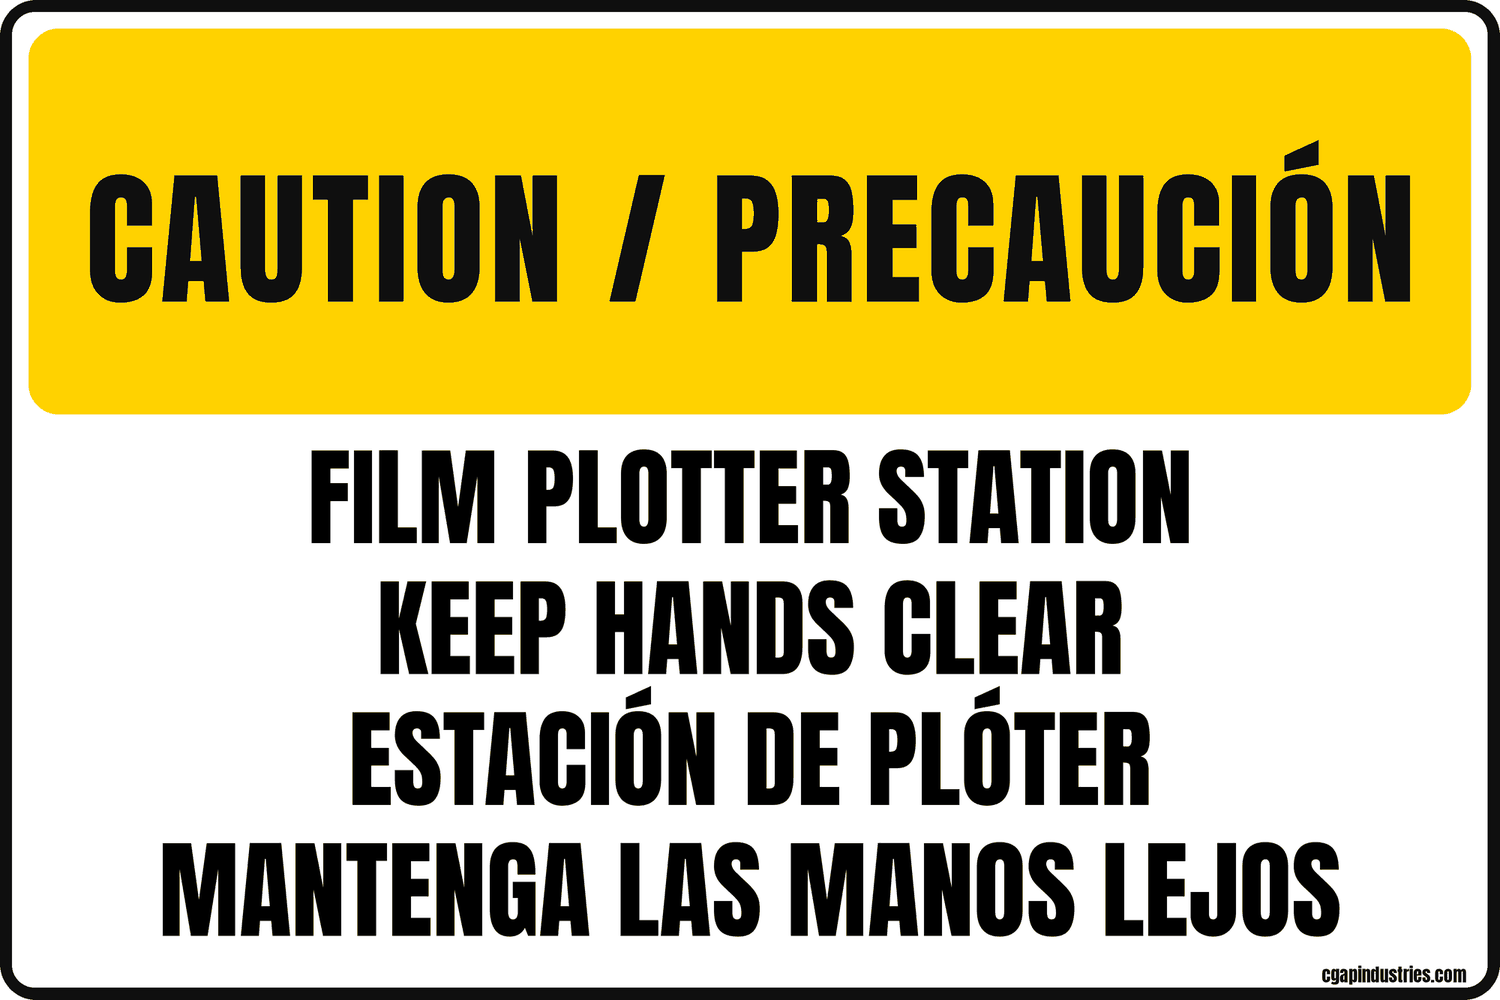 CAUTION / PRECAUCIÓN
FILM PLOTTER STATION
KEEP HANDS CLEAR
ESTACIÓN DE PLÓTER
MANTENGA LAS MANOS LEJOS
cgapindustries.com